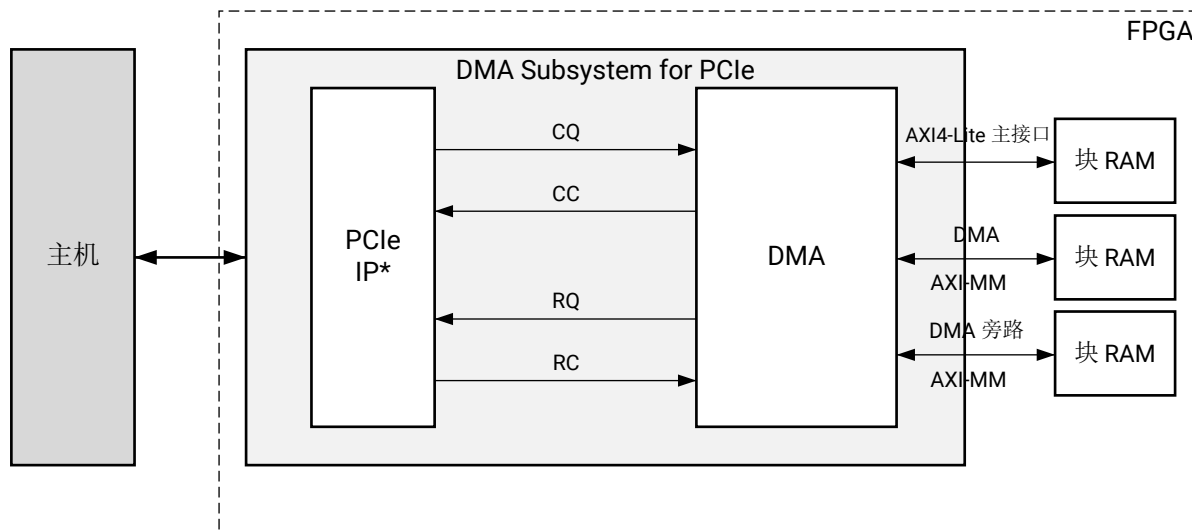 FPGA
DMA Subsystem for PCIe
主机
PCIe
IP*
CQ
CC
RQ
RC
DMA
AXI4-Lite 主接口
块 RAM
DMA
AXI-MM
块 RAM
DMA 旁路
AXI-MM
块 RAM